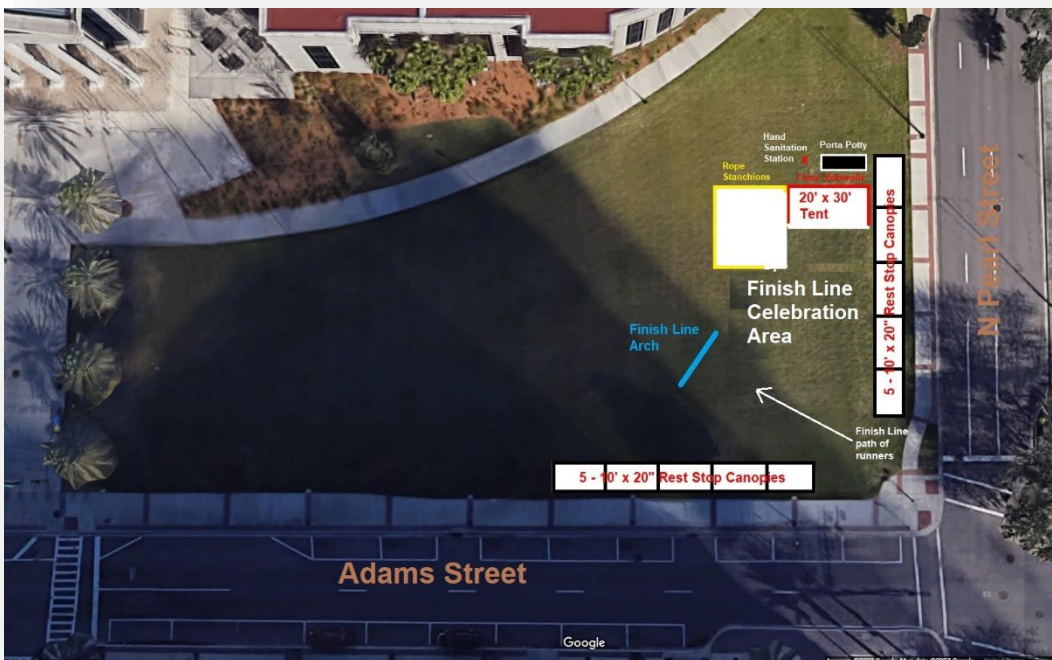 Hand
Sanitation
Station X
Porta Potty
Rope
Stanchions
20' x 30'
Tent
5 - 10' x 20" Rest Stop Canopies
N Pearl Street
Finish Line
Celebration
Area
Finish Line
Arch
Finish Line
path of
runners
5 - 10' x 20" Rest Stop Canopies
Adams Street
Google